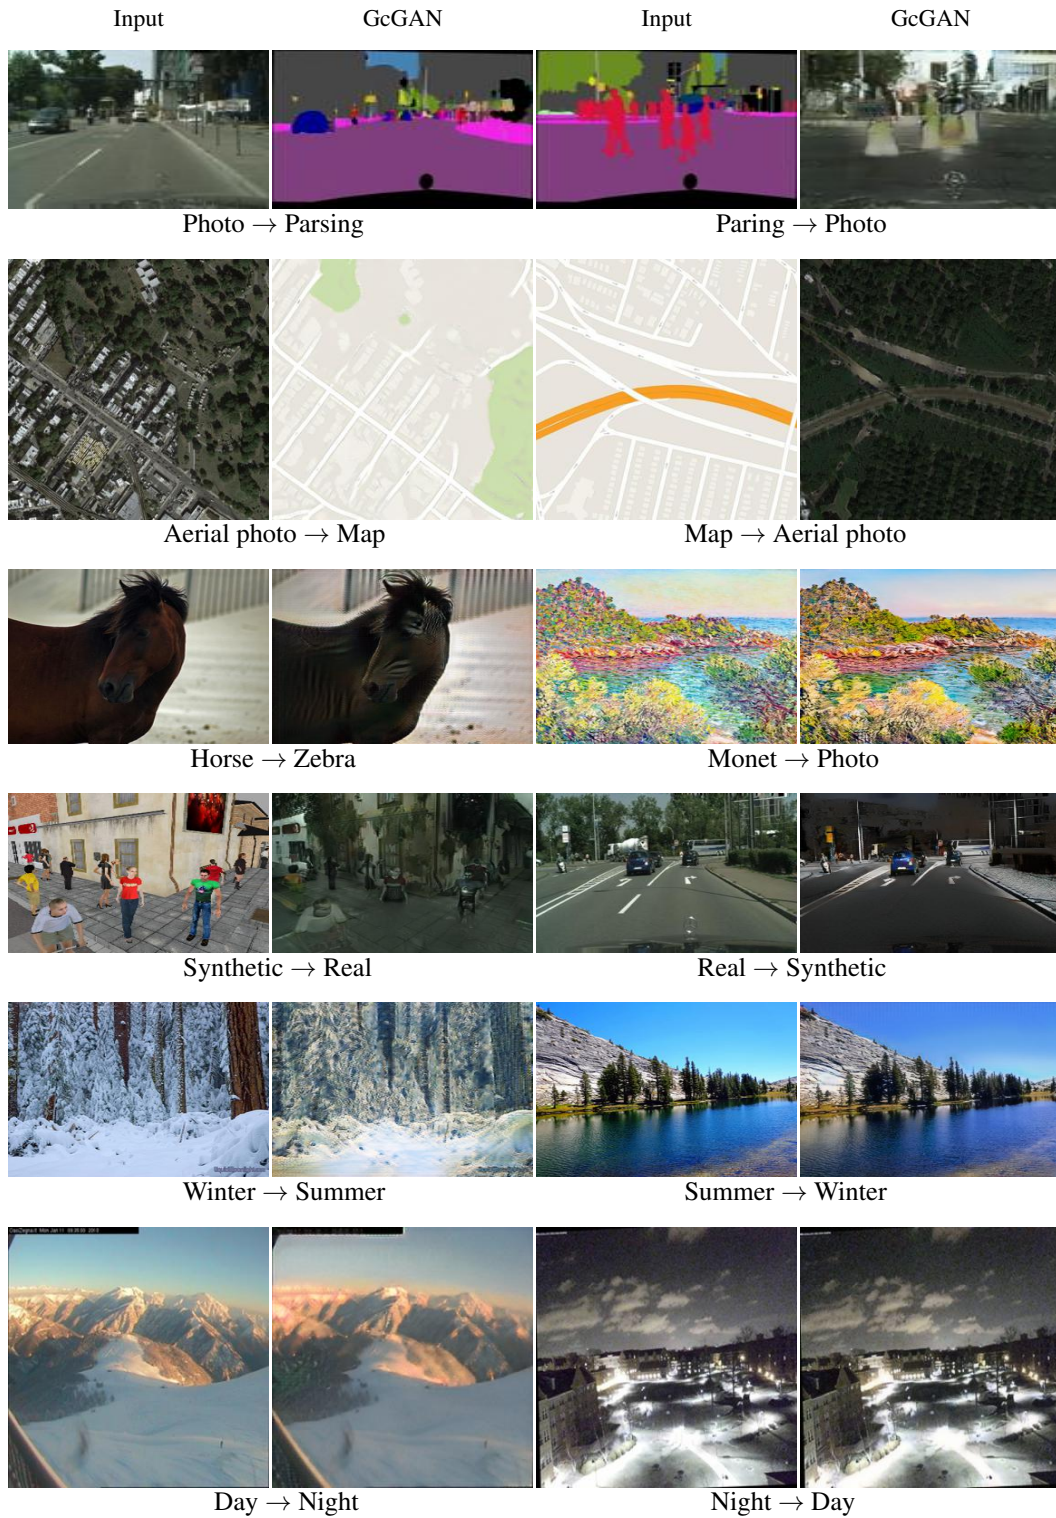 Input GcGAN Input GcGAN
Photo → Parsing Paring → Photo
Aerial photo → Map Map → Aerial photo
Horse → Zebra Monet → Photo
Synthetic → Real Real → Synthetic
Winter → Summer Summer → Winter
Day → Night Night → Day